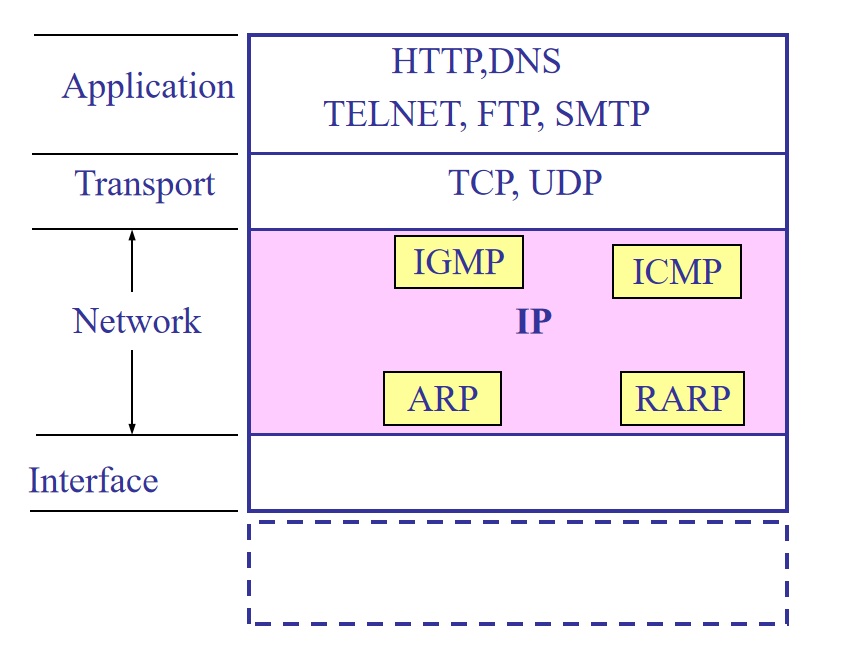 Application
HTTP,DNS
TELNET, FTP, SMTP
Transport
TCP, UDP
Network
IGMP
ICMP
IP
ARP
RARP
Interface